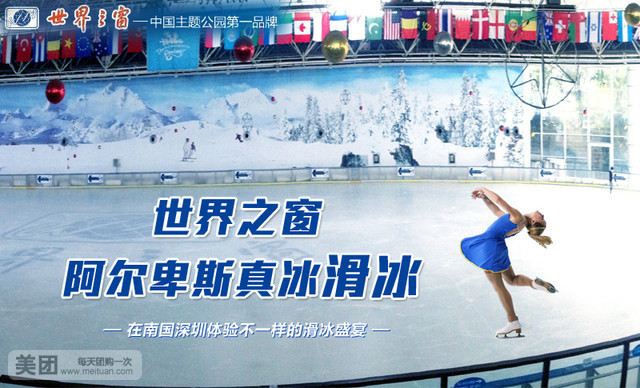 世界之窗—中国主题公园第一品牌
世界之窗
阿尔卑斯真冰滑冰
— 在南国深圳体验不一样的滑冰盛宴 —
美团 每天团购一次
www.meituan.com